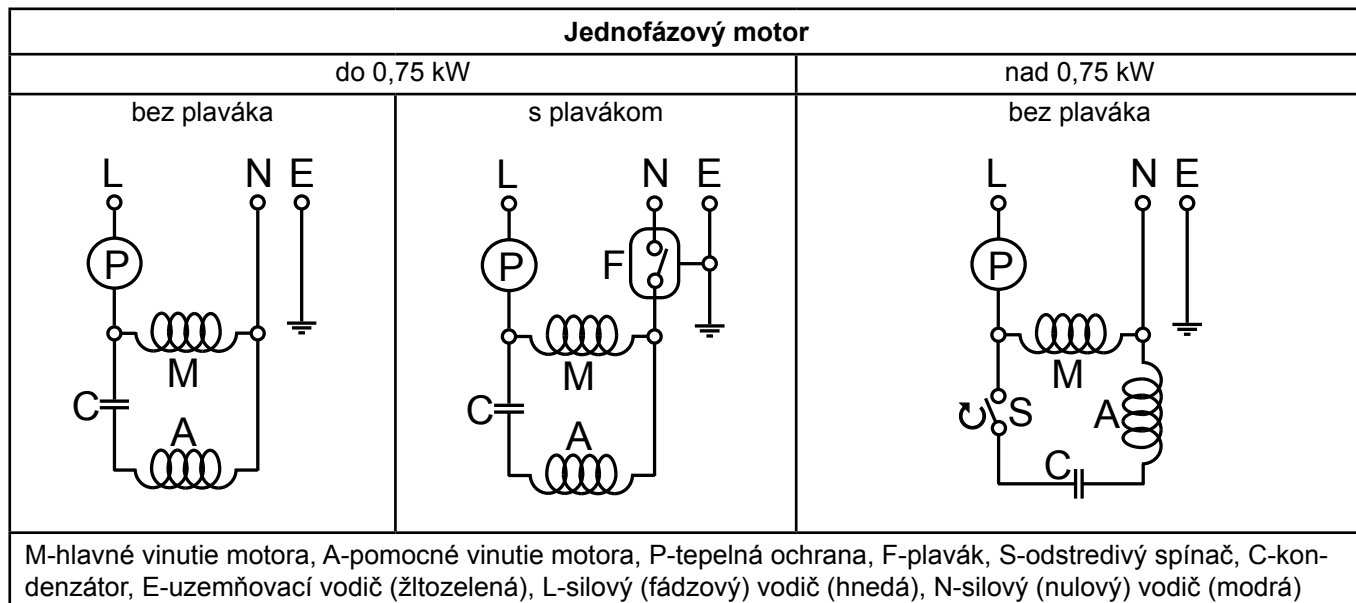 Jednofázový motor
do 0,75 kW
nad 0,75 kW
bez plaváka
s plavákom
bez plaváka
L N E
P
M
C
A
L N E
P F
M
C
A
L N E
P
M
S A
C
M-hlavné vinutie motora, A-pomocné vinutie motora, P-tepelná ochrana, F-plavák, S-odstredivý spínač, C-kon-
denzátor, E-uzemňovací vodič (žltozelená), L-silový (fádzový) vodič (hnedá), N-silový (nulový) vodič (modrá)